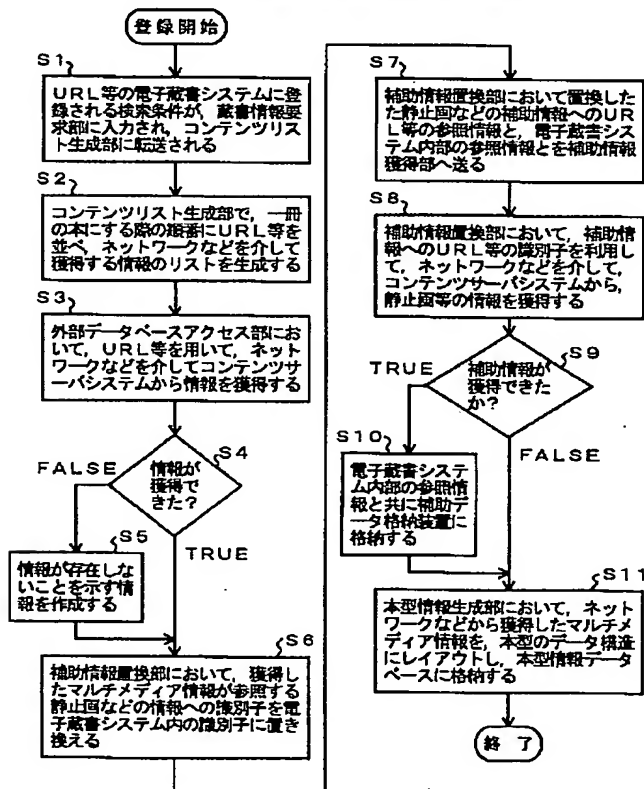 登録開始
S1
URL等の電子蔵書システムに登
録される検索条件が,蔵書情報要
求部に入力され,コンテンツリスト
生成部に転送される
S2
コンテンツリスト生成部で,一冊
の本にする際の順番にURL等を
並べ,ネットワークなどを介して
獲得する情報のリストを生成する
S3
外部データベースアクセス部にお
いて,URL等を用いて,ネット
ワークなどを介してコンテンツサ
ーバシステムから情報を獲得する
S4
情報が
獲得で
きた?
FALSE
TRUE
S5
情報が存在しな
いことを示す情
報を作成する
S6
補助情報置換部において,獲得し
たマルチメディア情報が参照する
静止画などの情報への識別子を電
子蔵書システム内の識別子に置き
換える
S7
補助情報置換部において置換した
た静止画などの補助情報へのUR
L等の参照情報と,電子蔵書シス
テム内部の参照情報とを補助情報
獲得部へ送る
S8
補助情報置換部において,補助情
報へのURL等の識別子を利用し
て,ネットワークなどを介して,
コンテンツサーバシステムから,
静止画等の情報を獲得する
S9
補助情報が
獲得できた
か?
TRUE
FALSE
S10
電子蔵書システ
ム内部の参照情
報と共に補助デ
ータ格納装置に
格納する
S11
本型情報生成部において,ネット
ワークなどから獲得したマルチメ
ディア情報を,本型のデータ構造
にレイアウトし,本型情報データ
ベースに格納する
終了